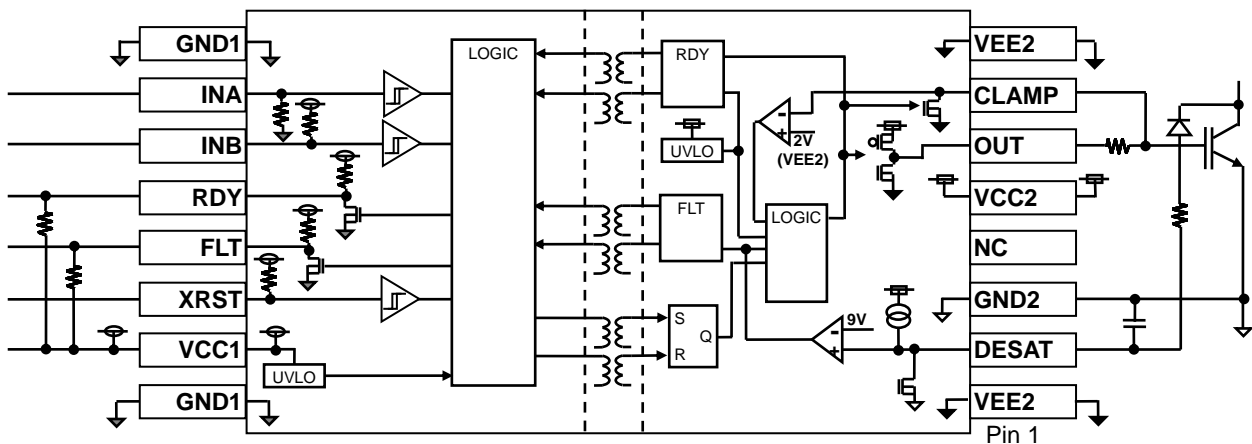 GND1
INA
INB
RDY
FLT
XRST
VCC1
GND1
UVLO
LOGIC
RDY
UVLO
FLT
S
R
Q
-
+
2V
(VEE2)
LOGIC
9V
-
+
VEE2
CLAMP
OUT
VCC2
NC
GND2
DESAT
VEE2
Pin 1